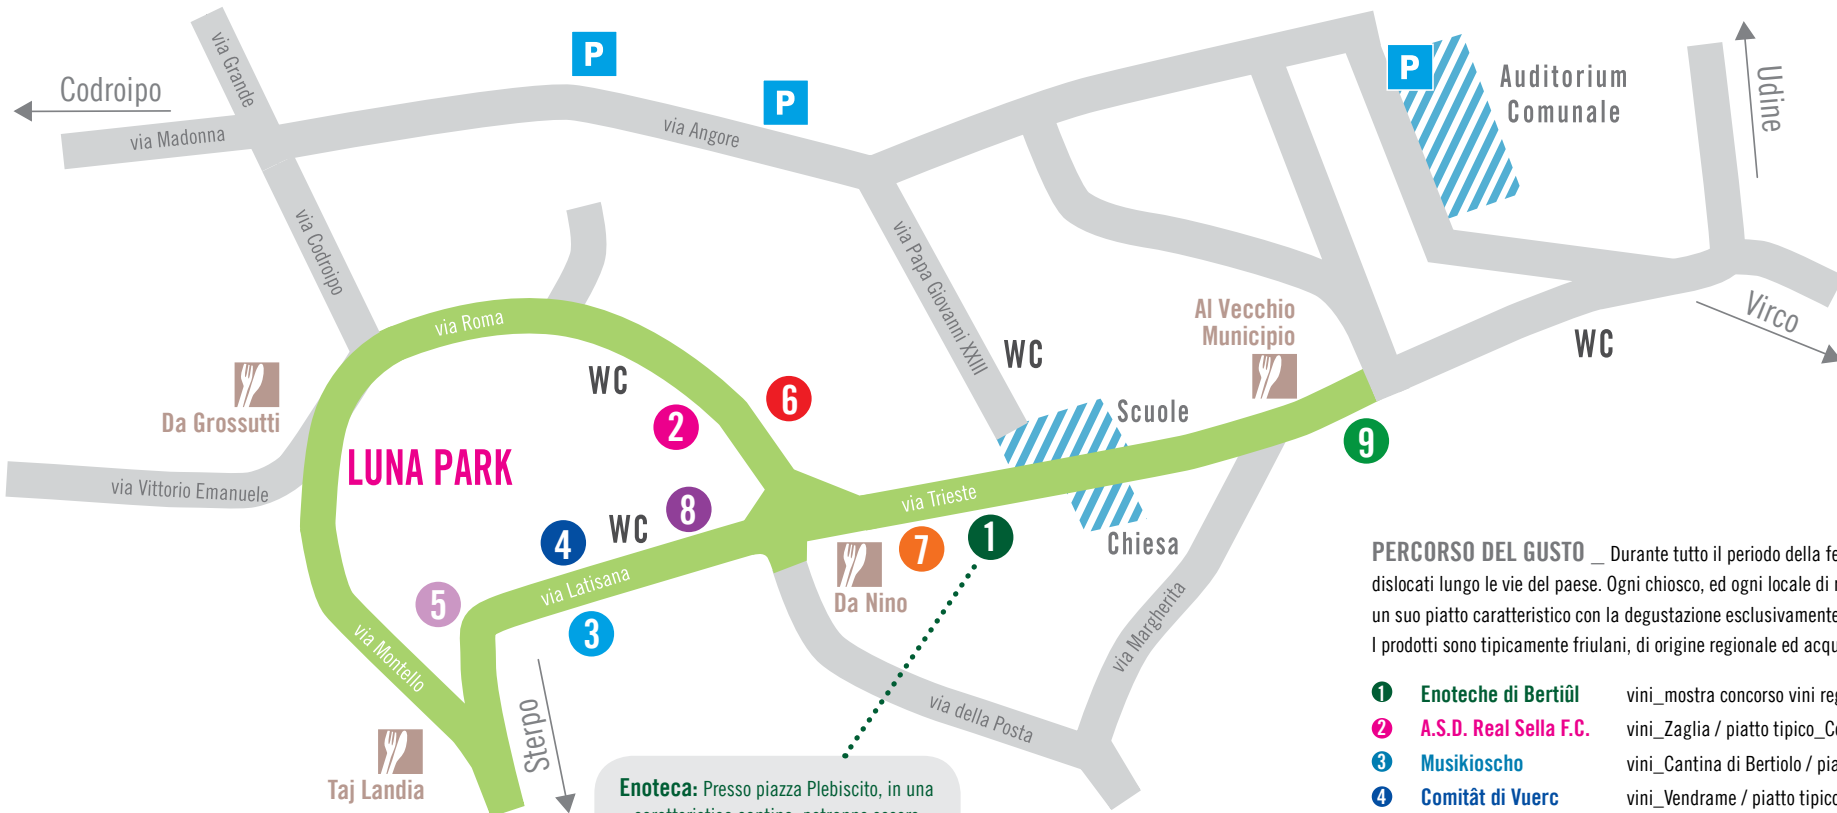 Codroipo
via Grande
via Madonna
P
P
via Angore
P
Auditorium
Comunale
Udine
via Codroipo
via Papa Giovanni XXIII
Al Vecchio
Municipio
Virco
via Roma
WC
WC
WC
Da Grossutti
6
2
Scuole
9
LUNA PARK
via Vittorio Emanuele
8
via Trieste
4
WC
7
1
Chiesa
Da Nino
via Latisana
5
3
via Montello
via Margherita
Sterpo
via della Posta
Taj Landia
Enoteca: Presso piazza Plebiscito, in una
caratteristica cantina, potranno essere
PERCORSO DEL GUSTO _ Durante tutto il periodo della fe
dislocati lungo le vie del paese. Ogni chiosco, ed ogni locale di
un suo piatto caratteristico con la degustazione esclusivamente
I prodotti sono tipicamente friulani, di origine regionale ed acqu
1 Enoteche di Bertiûl vini_mostra concorso vini reg
2 A.S.D. Real Sella F.C. vini_Zaglia / piatto tipico_C
3 Musikioscho vini_Cantina di Bertiolo / pia
4 Comitât di Vuerc vini_Vendrame / piatto tipico